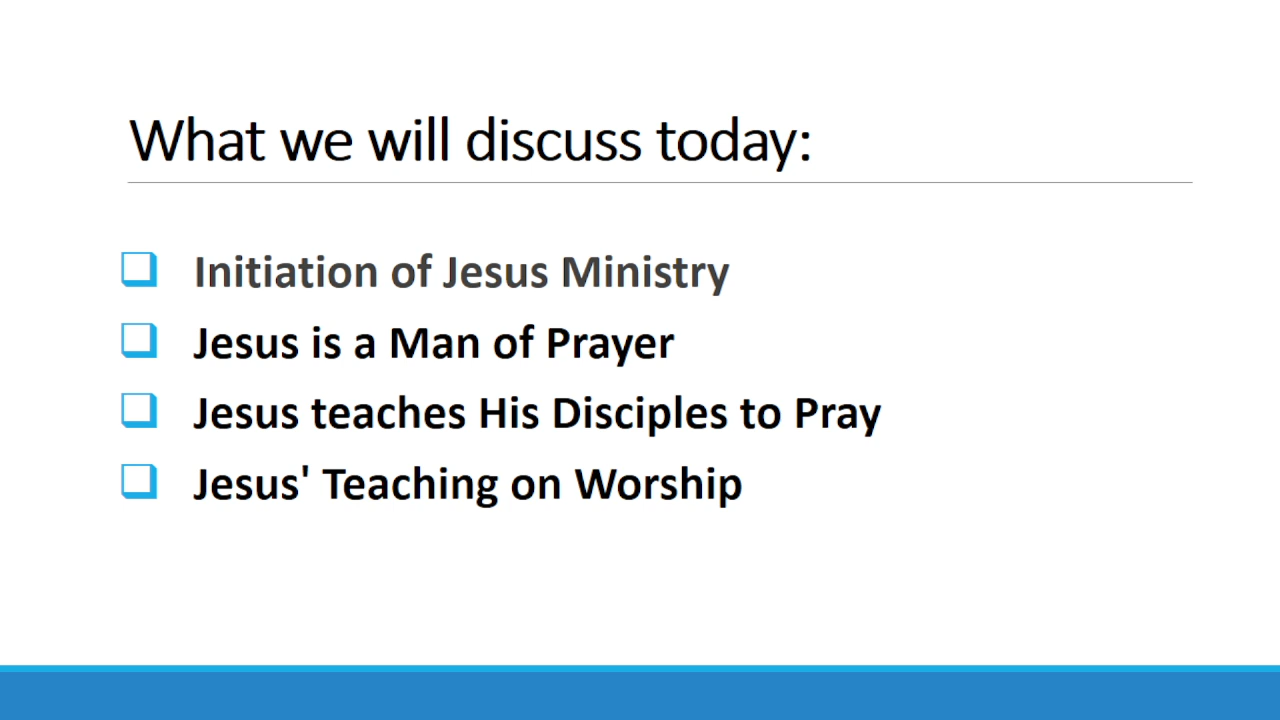 What we will discuss today:
Initiation of Jesus Ministry
Jesus is a Man of Prayer
Jesus teaches His Disciples to Pray
Jesus' Teaching on Worship